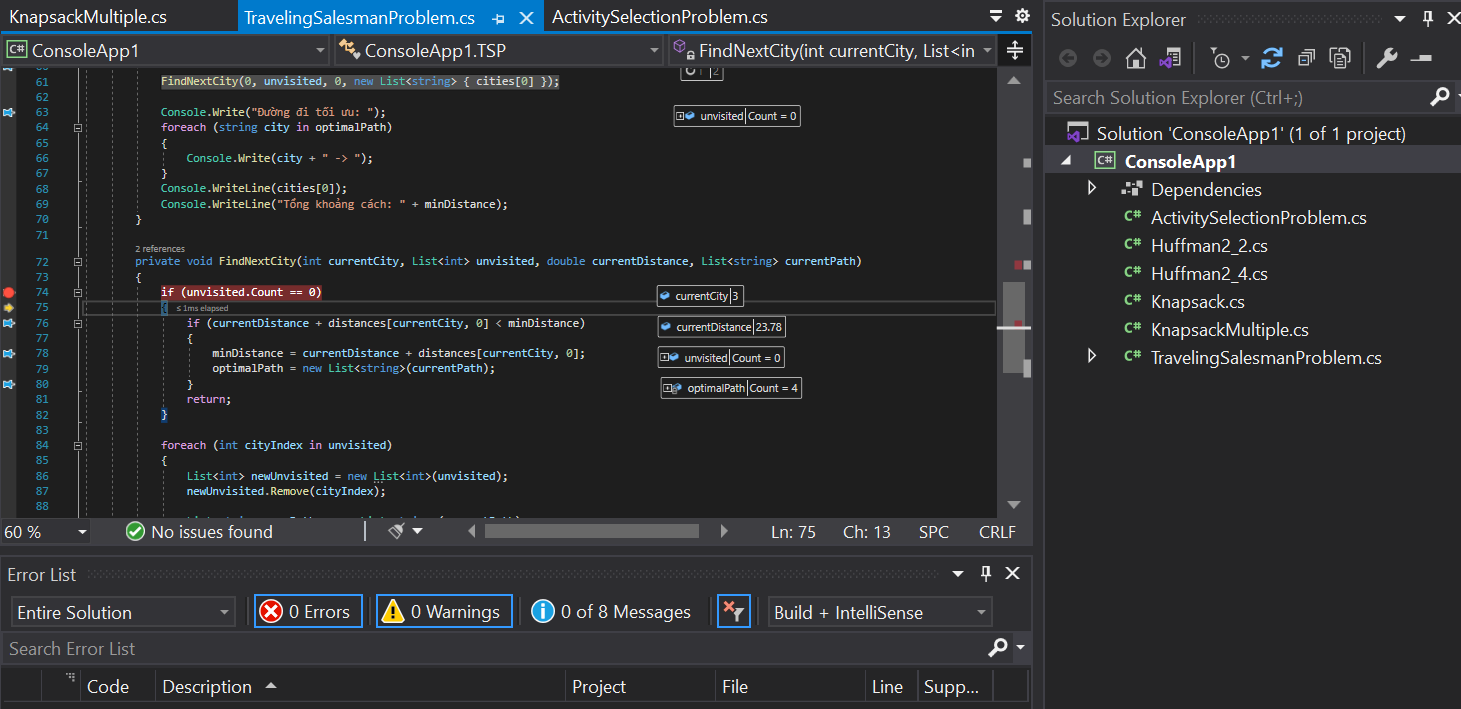 KnapsackMultiple.cs TravelingSalesmanProblem.cs ActivitySelectionProblem.cs
C# ConsoleApp1 ConsoleApp1.TSP FindNextCity(int currentCity, List<in
61 FindNextCity(0, unvisited, 0, new List<string> { cities[0] });
62
63 Console.Write("Đường đi tối ưu: "); unvisited Count = 0
64 foreach (string city in optimalPath)
65 {
66 Console.Write(city + " -> ");
67 }
68 Console.WriteLine(cities[0]);
69 Console.WriteLine("Tổng khoảng cách: " + minDistance);
70 }
71
2 references
72 private void FindNextCity(int currentCity, List<int> unvisited, double currentDistance, List<string> currentPath)
73 {
74 if (unvisited.Count == 0) currentCity 3
75 { ≤ 1ms elapsed
76 if (currentDistance + distances[currentCity, 0] < minDistance) currentDistance 23.78
77 {
78 minDistance = currentDistance + distances[currentCity, 0]; unvisited Count = 0
79 optimalPath = new List<string>(currentPath);
80 } optimalPath Count = 4
81 return;
82 }
83
84 foreach (int cityIndex in unvisited)
85 {
86 List<int> newUnvisited = new List<int>(unvisited);
87 newUnvisited.Remove(cityIndex);
88
60 % No issues found Ln: 75 Ch: 13 SPC CRLF
Error List
Entire Solution 0 Errors 0 Warnings 0 of 8 Messages Build + IntelliSense
Search Error List
Code Description Project File Line Supp...
Solution Explorer
Search Solution Explorer (Ctrl+;)
Solution 'ConsoleApp1' (1 of 1 project)
C# ConsoleApp1
Dependencies
C# ActivitySelectionProblem.cs
C# Huffman2_2.cs
C# Huffman2_4.cs
C# Knapsack.cs
C# KnapsackMultiple.cs
C# TravelingSalesmanProblem.cs